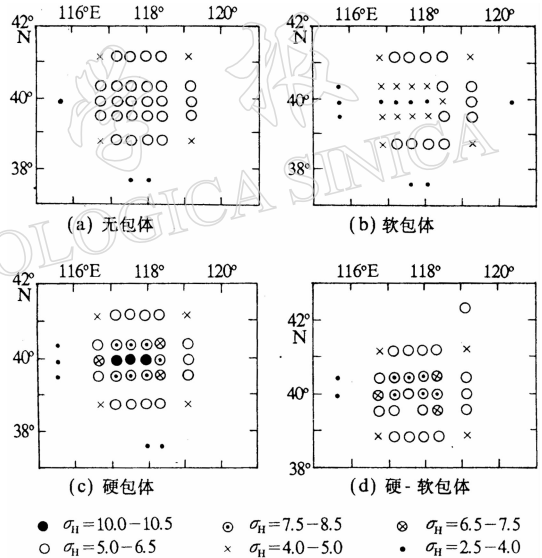 116°E 118° 120°
42°
N
40°
38°
(a) 无包体
116°E 118° 120°
42°
N
40°
38°
(b) 软包体
116°E 118° 120°
42°
N
40°
38°
(c) 硬包体
116°E 118° 120°
42°
N
40°
38°
(d) 硬-软包体
● σH=10.0-10.5 ⊙ σH=7.5-8.5 ⊗ σH=6.5-7.5
○ σH=5.0-6.5 × σH=4.0-5.0 • σH=2.5-4.0
OLOGICA SINICA
报